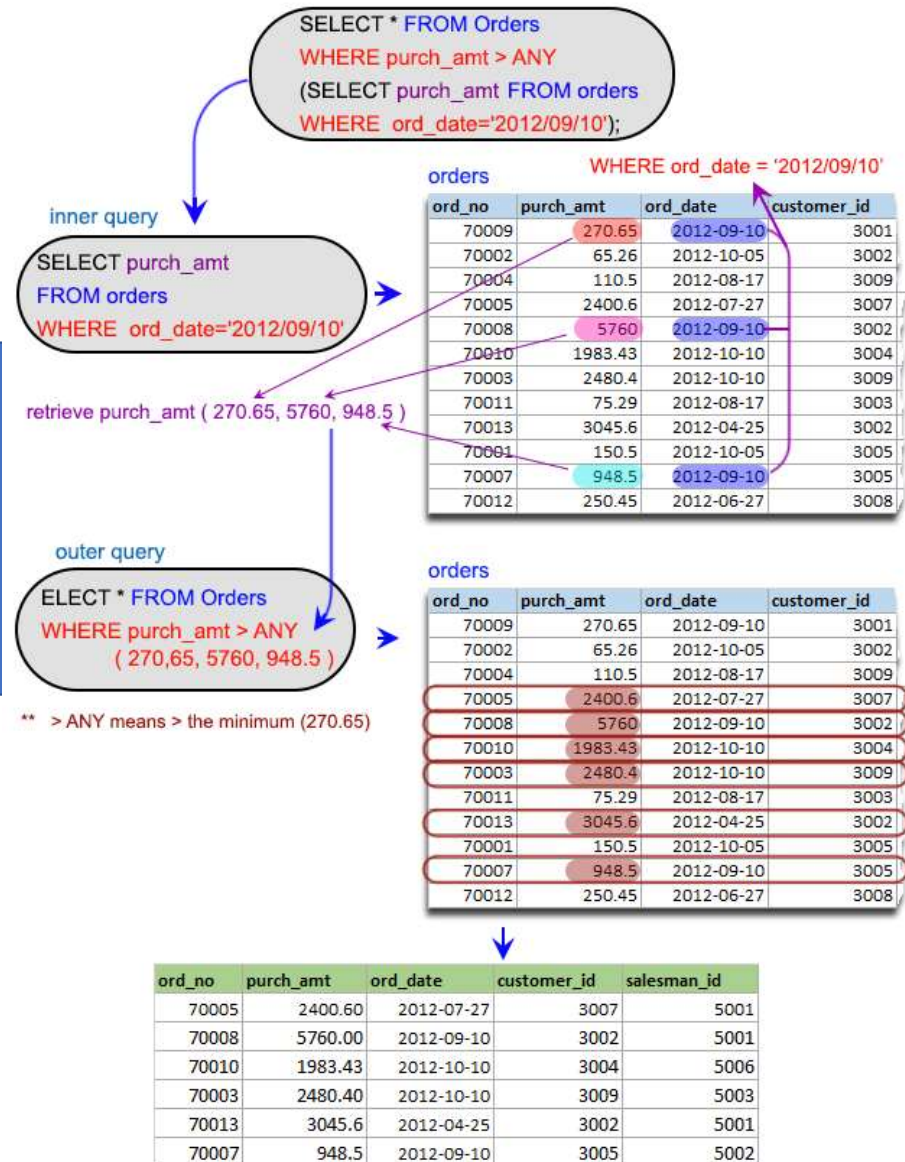 SELECT * FROM Orders
WHERE purch_amt > ANY
(SELECT purch_amt FROM orders
WHERE ord_date='2012/09/10');
inner query
SELECT purch_amt
FROM orders
WHERE ord_date='2012/09/10'
orders
WHERE ord_date = '2012/09/10'
ord_no purch_amt ord_date customer_id
70009 270.65 2012-09-10 3001
70002 65.26 2012-10-05 3002
70004 110.5 2012-08-17 3009
70005 2400.6 2012-07-27 3007
70008 5760 2012-09-10 3002
70010 1983.43 2012-10-10 3004
70003 2480.4 2012-10-10 3009
70011 75.29 2012-08-17 3003
70013 3045.6 2012-04-25 3002
70001 150.5 2012-10-05 3005
70007 948.5 2012-09-10 3005
70012 250.45 2012-06-27 3008
retrieve purch_amt ( 270.65, 5760, 948.5 )
outer query
ELECT * FROM Orders
WHERE purch_amt > ANY
( 270,65, 5760, 948.5 )
** > ANY means > the minimum (270.65)
orders
ord_no purch_amt ord_date customer_id
70009 270.65 2012-09-10 3001
70002 65.26 2012-10-05 3002
70004 110.5 2012-08-17 3009
70005 2400.6 2012-07-27 3007
70008 5760 2012-09-10 3002
70010 1983.43 2012-10-10 3004
70003 2480.4 2012-10-10 3009
70011 75.29 2012-08-17 3003
70013 3045.6 2012-04-25 3002
70001 150.5 2012-10-05 3005
70007 948.5 2012-09-10 3005
70012 250.45 2012-06-27 3008
ord_no purch_amt ord_date customer_id salesman_id
70005 2400.60 2012-07-27 3007 5001
70008 5760.00 2012-09-10 3002 5001
70010 1983.43 2012-10-10 3004 5006
70003 2480.40 2012-10-10 3009 5003
70013 3045.6 2012-04-25 3002 5001
70007 948.5 2012-09-10 3005 5002